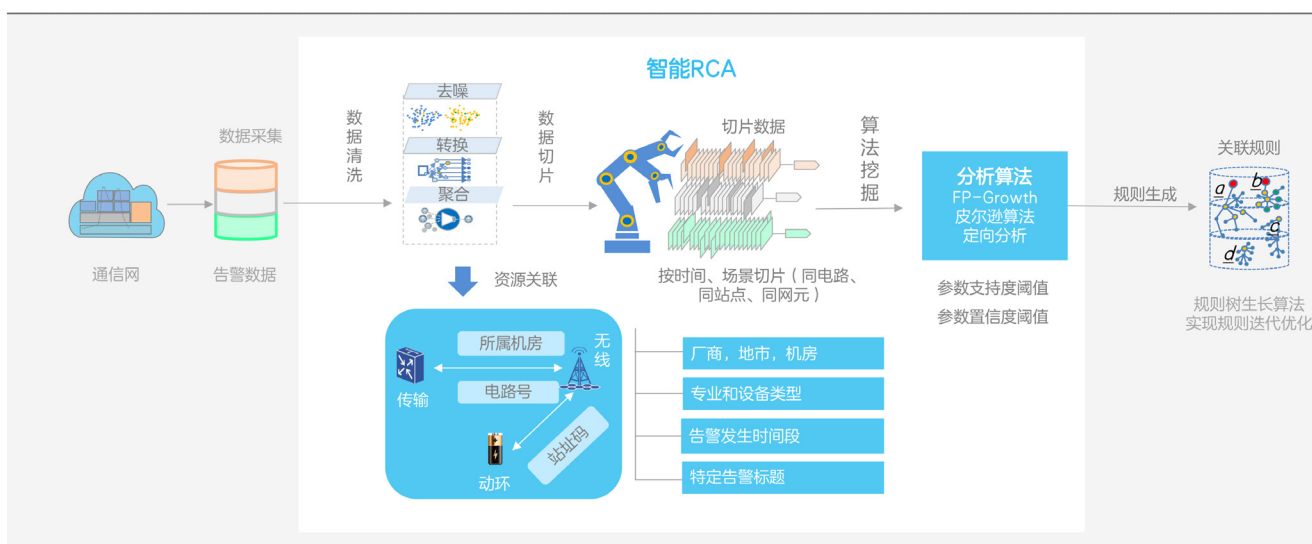 智能RCA
通信网
数据采集
告警数据
数据清洗
去噪
转换
聚合
数据切片
切片数据
按时间、场景切片（同电路、
同站点、同网元）
算法挖掘
分析算法
FP-Growth
皮尔逊算法
定向分析
参数支持度阈值
参数置信度阈值
规则生成
关联规则
a
b
c
d
规则树生长算法
实现规则迭代优化
资源关联
所属机房
无线
传输
电路号
站址码
动环
厂商，地市，机房
专业和设备类型
告警发生时间段
特定告警标题